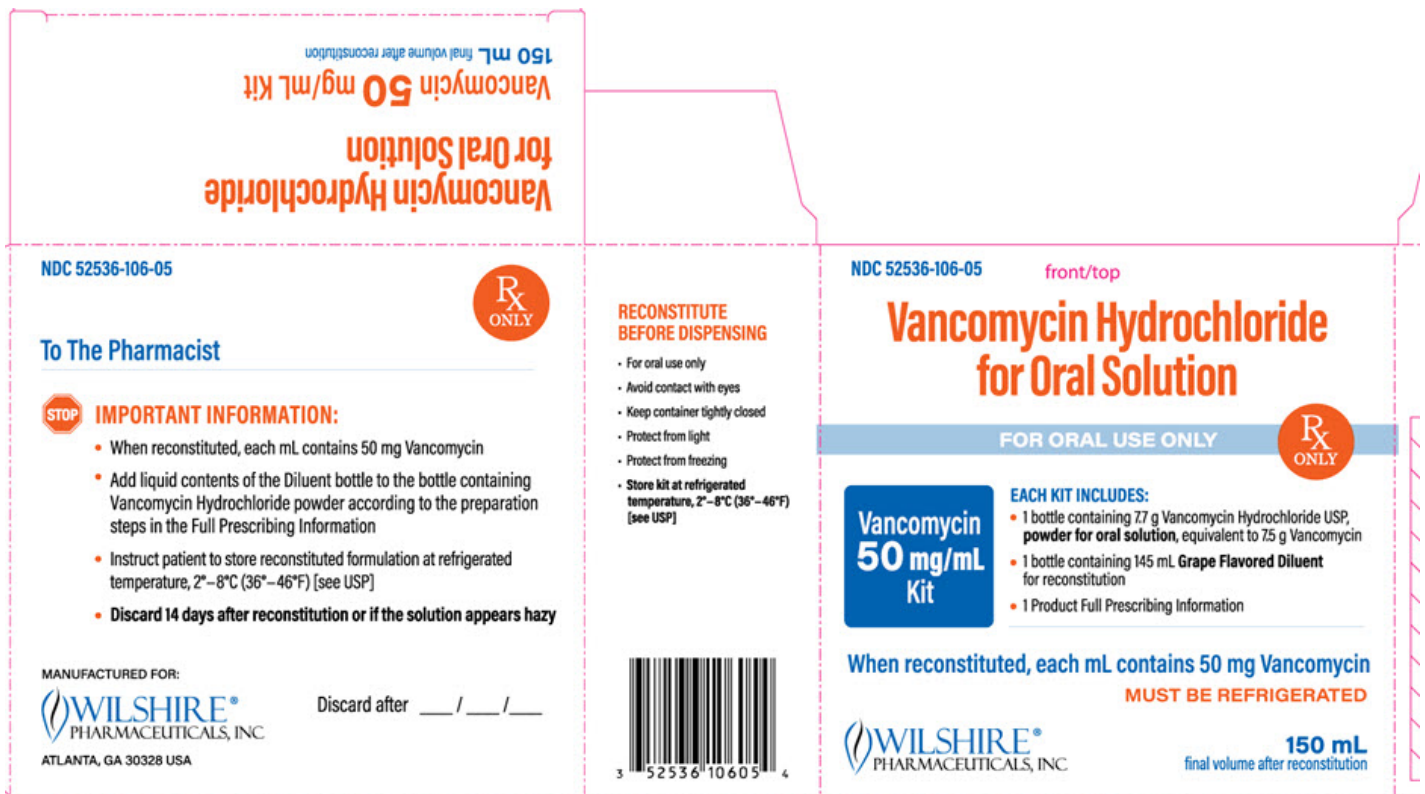 150 mL final volume after reconstitution
Vancomycin 50 mg/mL Kit
for Oral Solution
Vancomycin Hydrochloride
NDC 52536-106-05
Rx
ONLY
To The Pharmacist
STOP
IMPORTANT INFORMATION:
• When reconstituted, each mL contains 50 mg Vancomycin
• Add liquid contents of the Diluent bottle to the bottle containing
Vancomycin Hydrochloride powder according to the preparation
steps in the Full Prescribing Information
• Instruct patient to store reconstituted formulation at refrigerated
temperature, 2°–8°C (36°–46°F) [see USP]
• Discard 14 days after reconstitution or if the solution appears hazy
MANUFACTURED FOR:
WILSHIRE®
PHARMACEUTICALS, INC
ATLANTA, GA 30328 USA
Discard after ___ / ___ /___
RECONSTITUTE
BEFORE DISPENSING
• For oral use only
• Avoid contact with eyes
• Keep container tightly closed
• Protect from light
• Protect from freezing
• Store kit at refrigerated
temperature, 2°–8°C (36°–46°F)
[see USP]
3 52536 10605 4
NDC 52536-106-05
front/top
Vancomycin Hydrochloride
for Oral Solution
FOR ORAL USE ONLY
Rx
ONLY
Vancomycin
50 mg/mL
Kit
EACH KIT INCLUDES:
• 1 bottle containing 7.7 g Vancomycin Hydrochloride USP,
powder for oral solution, equivalent to 7.5 g Vancomycin
• 1 bottle containing 145 mL Grape Flavored Diluent
for reconstitution
• 1 Product Full Prescribing Information
When reconstituted, each mL contains 50 mg Vancomycin
MUST BE REFRIGERATED
WILSHIRE®
PHARMACEUTICALS, INC
150 mL
final volume after reconstitution